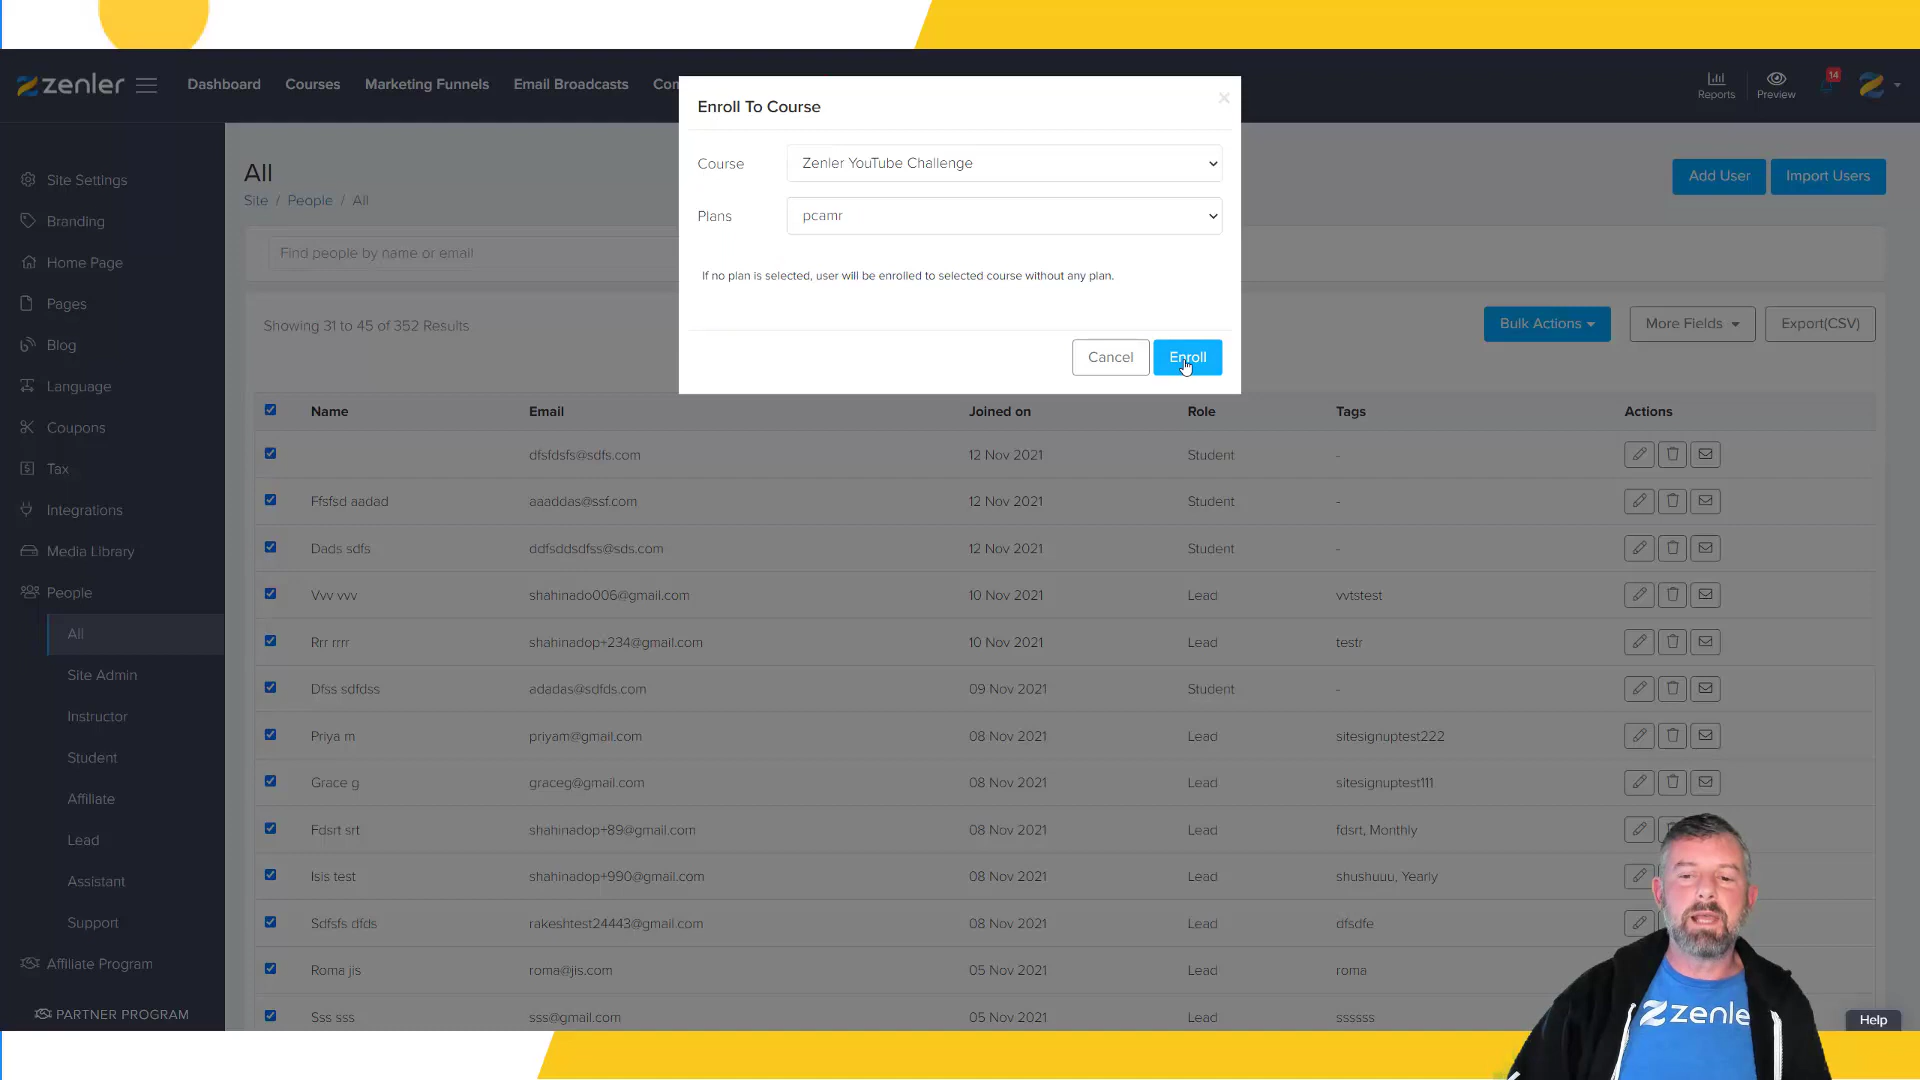 zenler
Dashboard
Courses
Marketing Funnels
Email Broadcasts
Reports
Preview
14
Site Settings
Branding
Home Page
Pages
Blog
Language
Coupons
Tax
Integrations
Media Library
People
All
Site Admin
Instructor
Student
Affiliate
Lead
Assistant
Support
Affiliate Program
PARTNER PROGRAM
All
Site / People / All
Find people by name or email
Add User
Import Users
Showing 31 to 45 of 352 Results
Bulk Actions
More Fields
Export(CSV)
Enroll To Course
×
Course
Zenler YouTube Challenge
Plans
pcamr
If no plan is selected, user will be enrolled to selected course without any plan.
Cancel
Enroll
Name Email Joined on Role Tags Actions
dfsfdsfs@sdfs.com 12 Nov 2021 Student -
Ffsfsd aadad aaaddas@ssf.com 12 Nov 2021 Student -
Dads sdfs ddfsddsdfss@sds.com 12 Nov 2021 Student -
Vvv vvv shahinado006@gmail.com 10 Nov 2021 Lead vvtstest
Rrr rrrr shahinadop+234@gmail.com 10 Nov 2021 Lead testr
Dfss sdfdss adadas@sdfds.com 09 Nov 2021 Student -
Priya m priyam@gmail.com 08 Nov 2021 Lead sitesignuptest222
Grace g graceg@gmail.com 08 Nov 2021 Lead sitesignuptest111
Fdsrt srt shahinadop+89@gmail.com 08 Nov 2021 Lead fdsrt, Monthly
Isis test shahinadop+990@gmail.com 08 Nov 2021 Lead shushuuu, Yearly
Sdfsfs dfds rakeshtest24443@gmail.com 08 Nov 2021 Lead dfsdfe
Roma jis roma@jis.com 05 Nov 2021 Lead roma
Sss sss sss@gmail.com 05 Nov 2021 Lead ssssss
zenle
Help